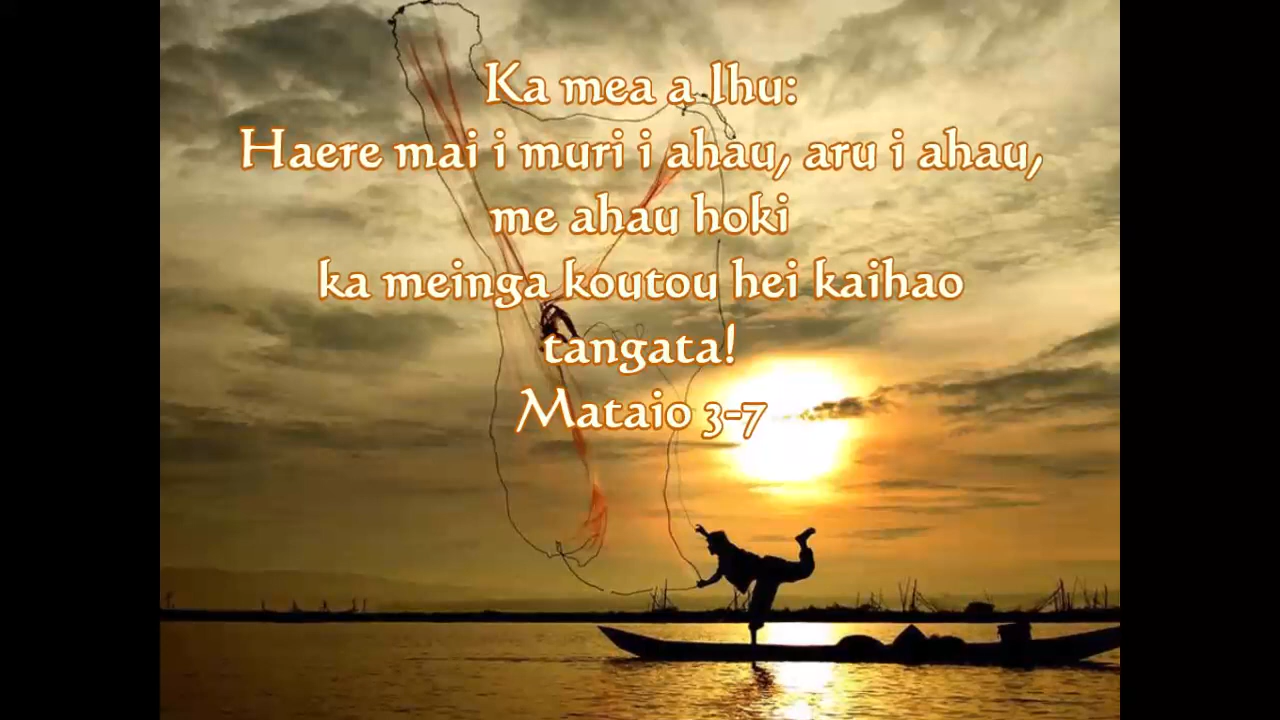 Ka mea a Ihu:
Haere mai i muri i ahau, aru i ahau,
me ahau hoki
ka meinga koutou hei kaihao
tangata!
Mataio 3-7